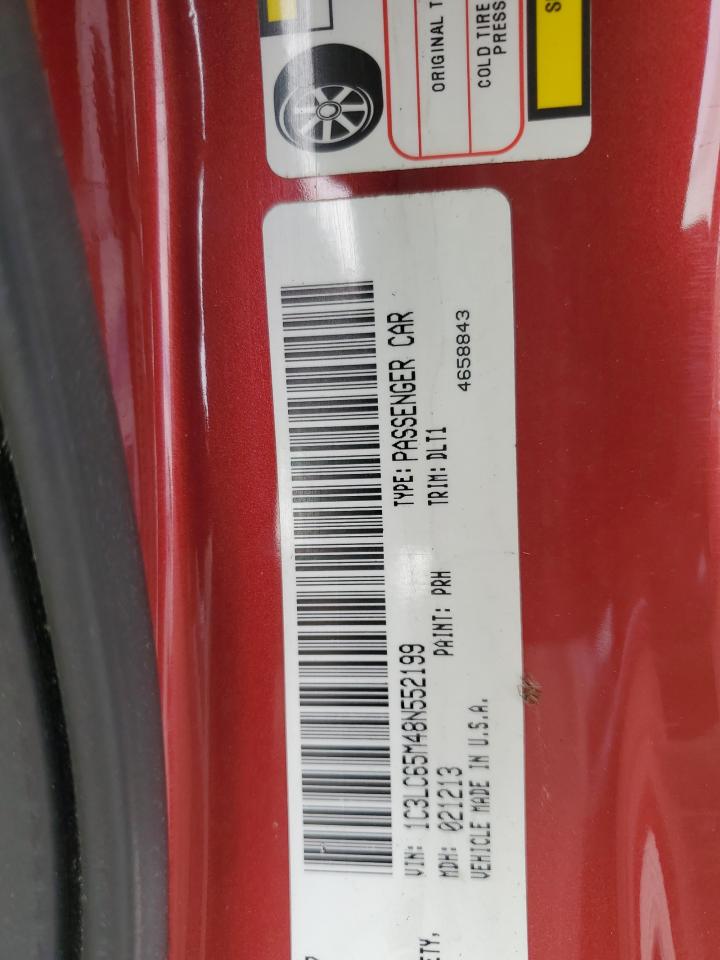 ORIGINAL T
COLD TIRE
PRESS
S
ETY,
VIN: 1C3LC65M48N552199 TYPE: PASSENGER CAR
MDH: 021213 PAINT: PRH TRIM: DLT1
VEHICLE MADE IN U.S.A. 4658843